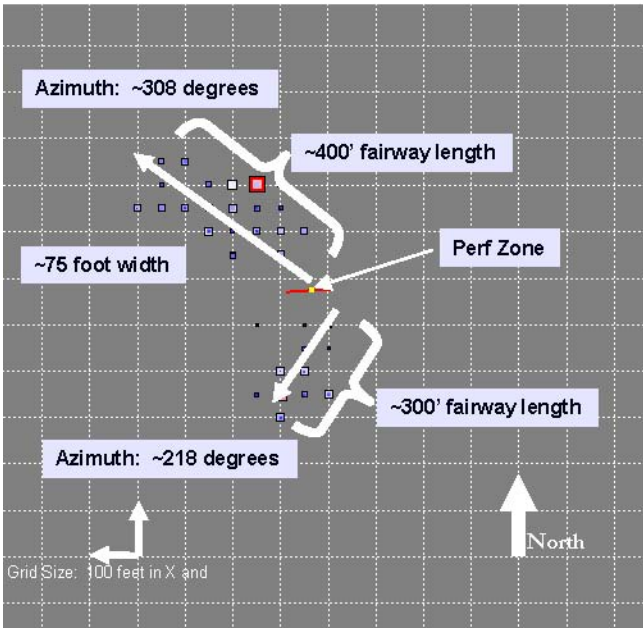 Azimuth: ~308 degrees
~400' fairway length
~75 foot width
Perf Zone
~300' fairway length
Azimuth: ~218 degrees
North
Grid Size: 100 feet in X and